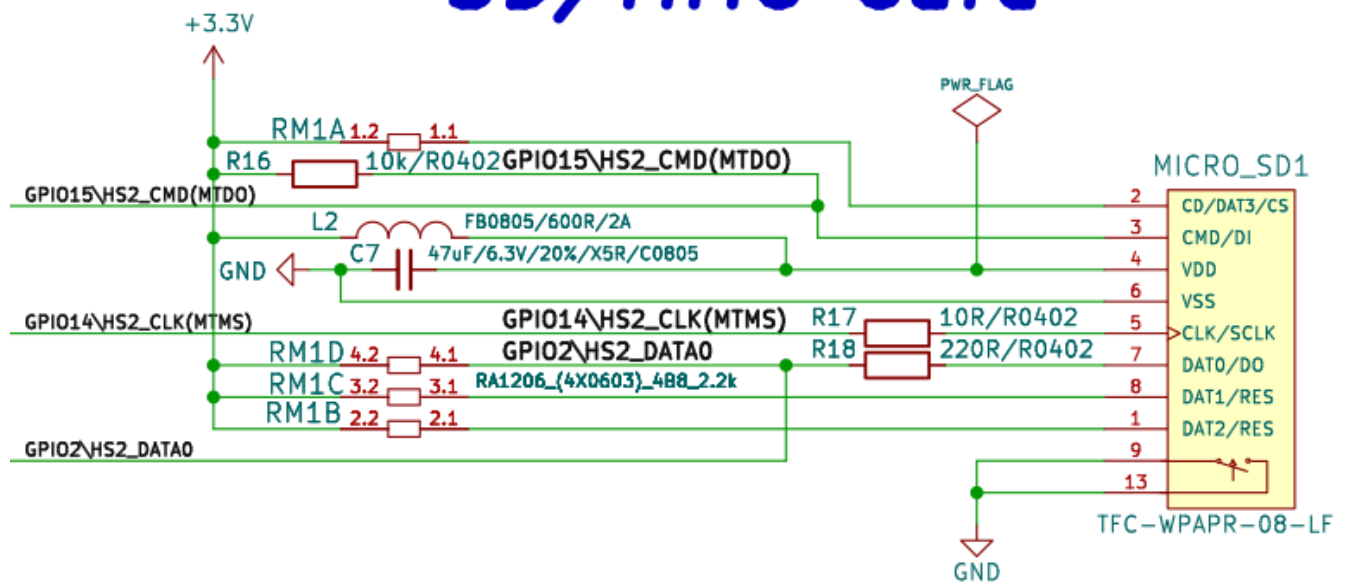 SD/MMC Card
+3.3V
PWR_FLAG
RM1A 1.2 1.1
R16 10k/R0402 GPIO15\HS2_CMD(MTDO)
MICRO_SD1
GPIO15\HS2_CMD(MTDO)
2 CD/DAT3/CS
L2 FB0805/600R/2A
3 CMD/DI
C7 47uF/6.3V/20%/X5R/C0805
GND
4 VDD
6 VSS
GPIO14\HS2_CLK(MTMS)
GPIO14\HS2_CLK(MTMS)
R17 10R/R0402
5 CLK/SCLK
RM1D 4.2 4.1
GPIO2\HS2_DATA0
R18 220R/R0402
7 DAT0/DO
RM1C 3.2 3.1
RA1206_(4X0603)_4B8_2.2k
8 DAT1/RES
RM1B 2.2 2.1
1 DAT2/RES
GPIO2\HS2_DATA0
9
13
TFC-WPAPR-08-LF
GND